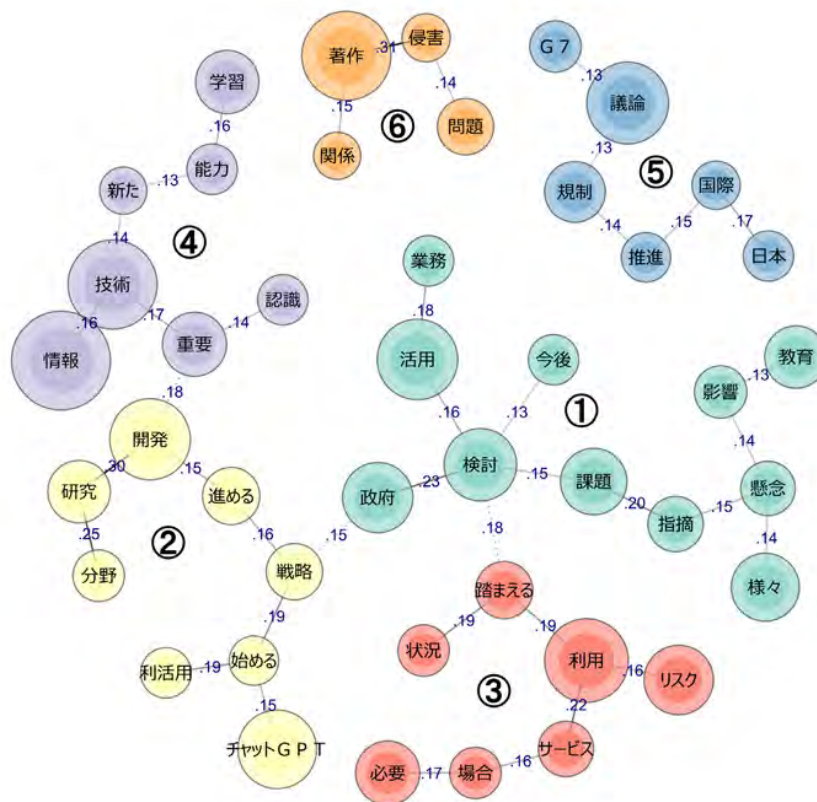 著作
.31
侵害
.14
.15
問題
関係
⑥
G7
.13
議論
.13
⑤
規制
国際
.14
.15
.17
推進
日本
学習
.16
能力
新た
.13
.14
④
技術
認識
.16
.17
.14
情報
重要
.18
業務
.18
活用
今後
.16
.13
①
検討
政府
.23
.15
課題
.20
指摘
.15
懸念
.14
影響
.13
教育
.14
様々
開発
.30
.15
研究
進める
.25
②
.16
.15
分野
戦略
.19
利活用
.19
始める
.15
チャットGPT
.18
踏まえる
.19
.19
状況
利用
.16
リスク
③
.22
サービス
.16
場合
.17
必要